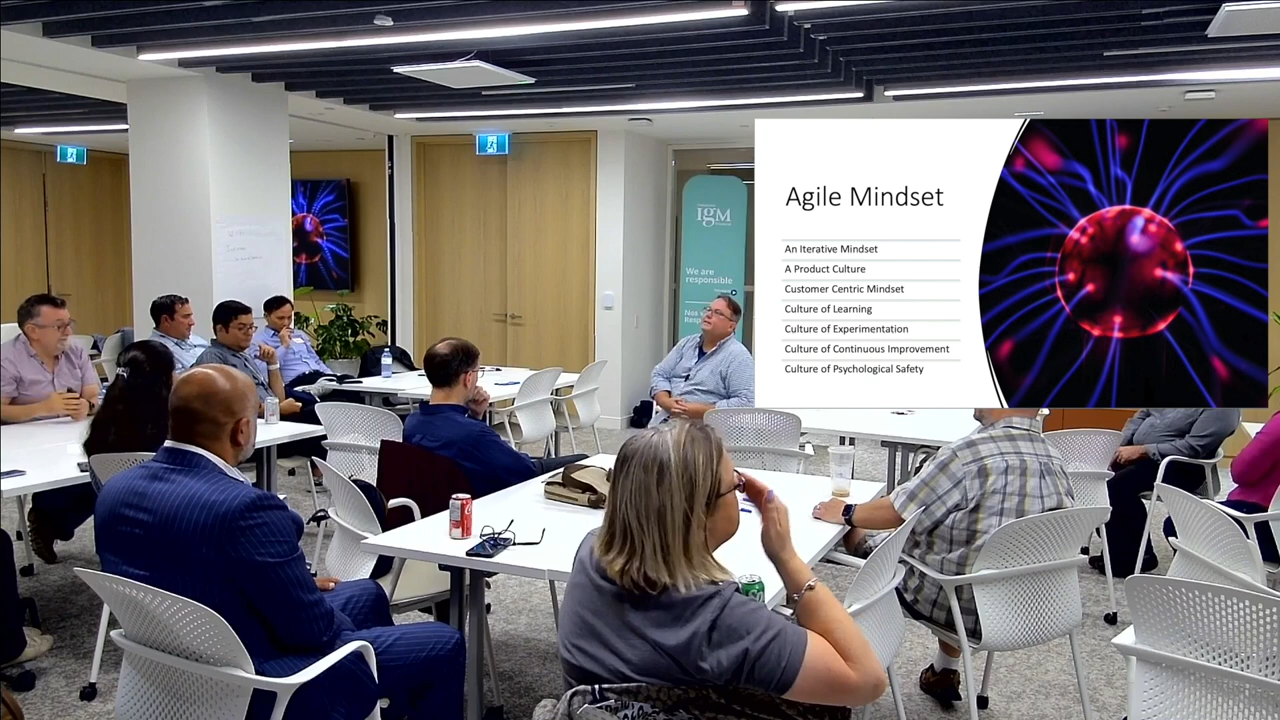 IGM
We are
responsible
Agile Mindset
An Iterative Mindset
A Product Culture
Customer Centric Mindset
Culture of Learning
Culture of Experimentation
Culture of Continuous Improvement
Culture of Psychological Safety